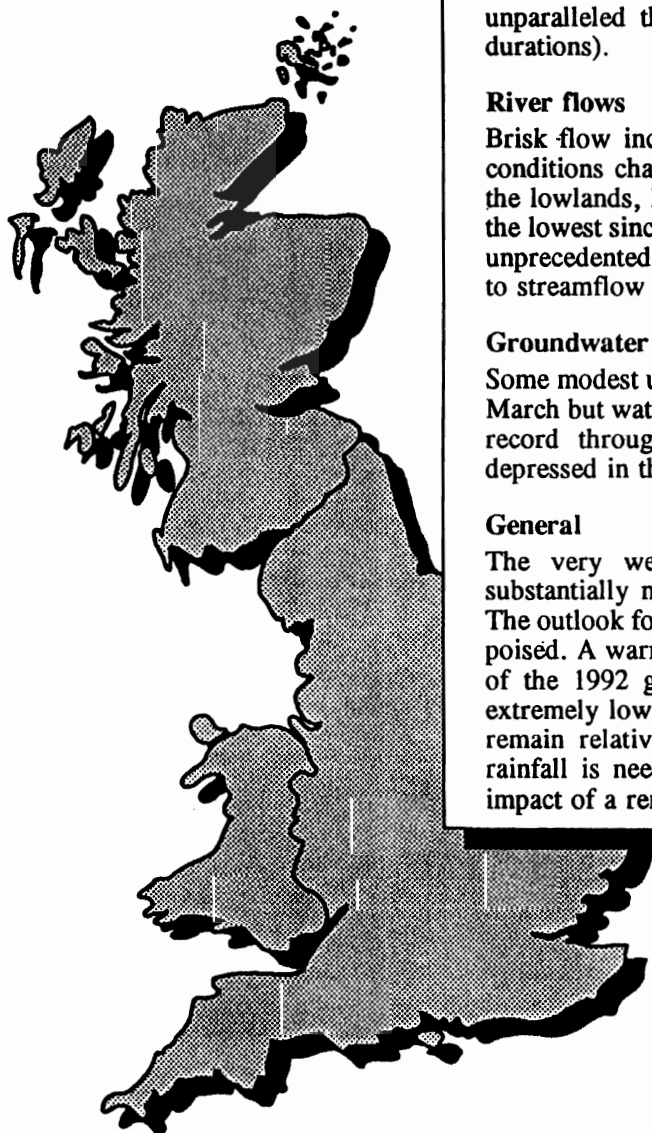 unparalleled th
durations).
River flows
Brisk flow inc
conditions cha
the lowlands,
the lowest sinc
unprecedented
to streamflow
Groundwater
Some modest u
March but wat
record throug
depressed in th
General
The very we
substantially n
The outlook fo
poised. A warr
of the 1992 g
extremely low
remain relativ
rainfall is nee
impact of a rer